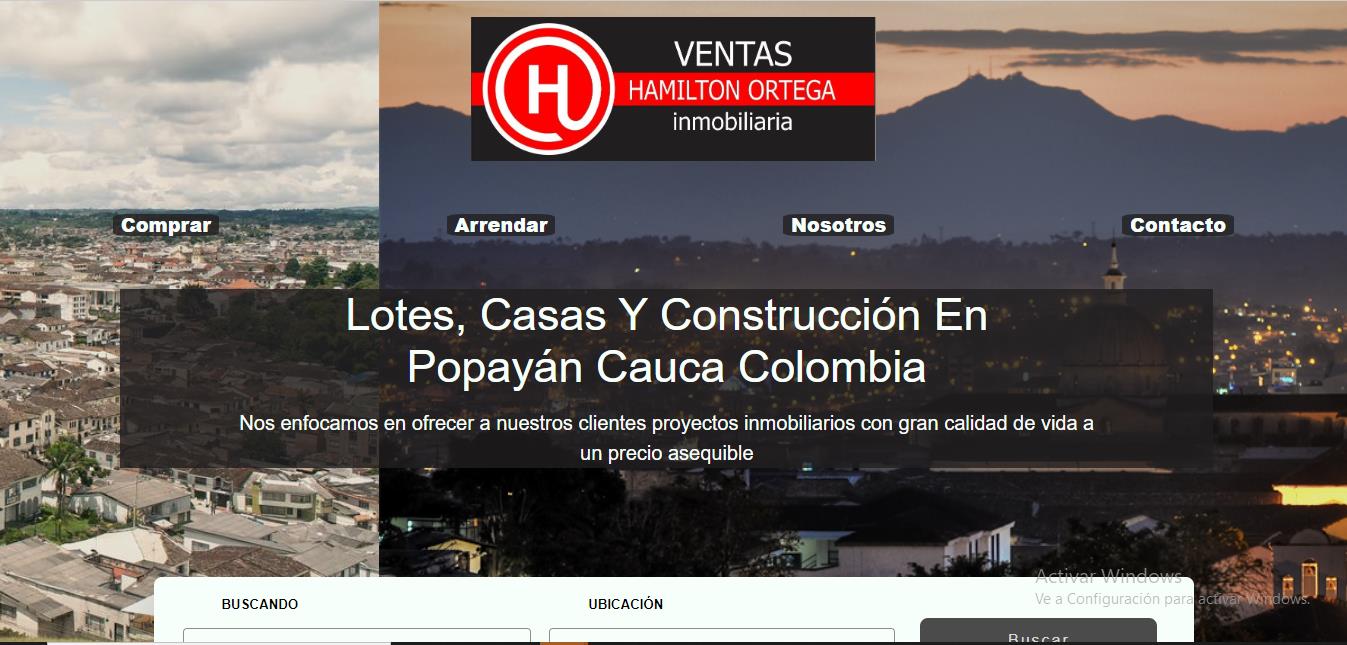 VENTAS
HAMILTON ORTEGA
inmobiliaria
Comprar Arrendar Nosotros Contacto
Lotes, Casas Y Construcción En
Popayán Cauca Colombia
Nos enfocamos en ofrecer a nuestros clientes proyectos inmobiliarios con gran calidad de vida a
un precio asequible
Activar Windows
Ve a Configuración para activar Windows.
BUSCANDO UBICACIÓN
Buscar